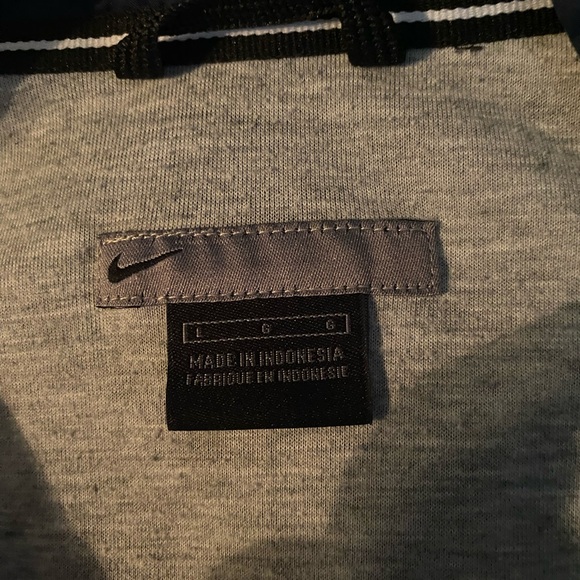 L G G
MADE IN INDONESIA
FABRIQUE EN INDONESIE